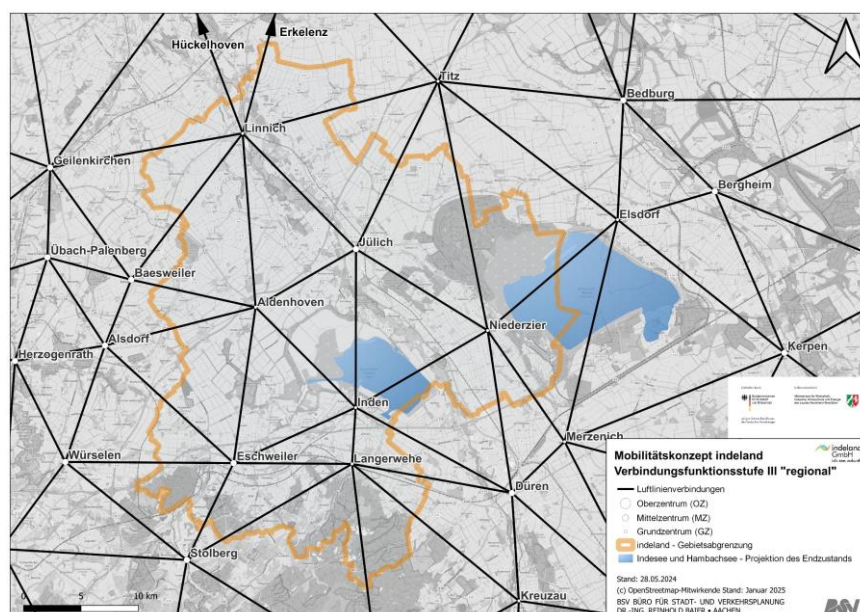 Hückelhoven
Erkelenz
Titz
Bedburg
Linnich
Geilenkirchen
Bergheim
Elsdorf
Jülich
Übach-Palenberg
Baesweiler
Aldenhoven
Niederzier
Alsdorf
Herzogenrath
Kerpen
Inden
Merzenich
Würselen
Eschweiler
Langerwehe
Düren
Stolberg
Kreuzau
0 5 10 km
indeland
GmbH
Mobilitätskonzept indeland
Verbindungsfunktionsstufe III "regional"
Luftlinienverbindungen
Oberzentrum (OZ)
Mittelzentrum (MZ)
Grundzentrum (GZ)
indeland - Gebietsabgrenzung
Indesee und Hambachsee - Projektion des Endzustands
Stand: 28.05.2024
(c) OpenStreetmap-Mitwirkende Stand: Januar 2025
BSV BÜRO FÜR STADT- UND VERKEHRSPLANUNG
DR.-ING. REINHOLD BAIER • AACHEN
BSV